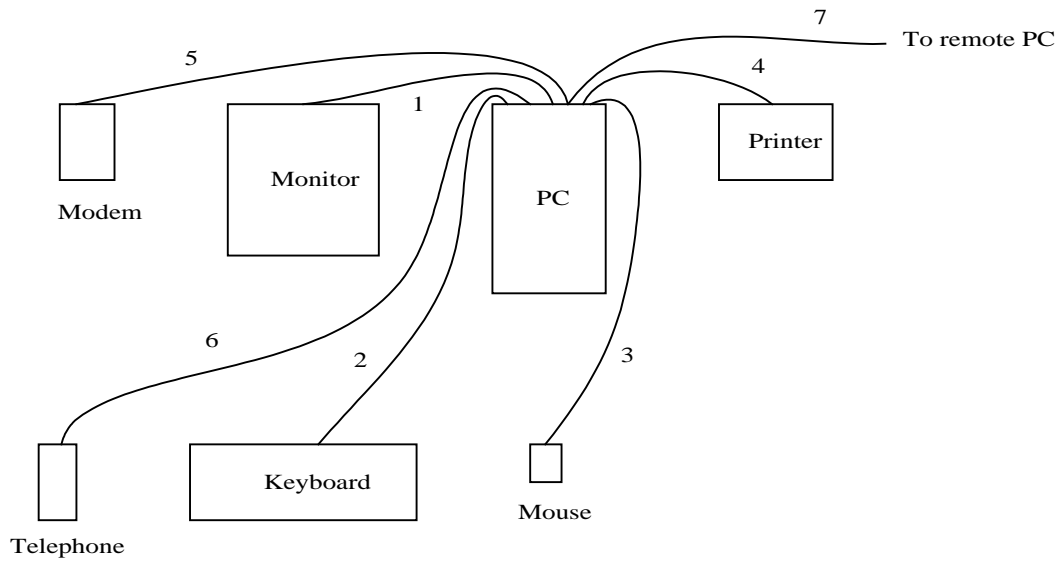 7
To remote PC
5
4
1
Printer
Monitor
PC
Modem
6
2
3
Keyboard
Mouse
Telephone